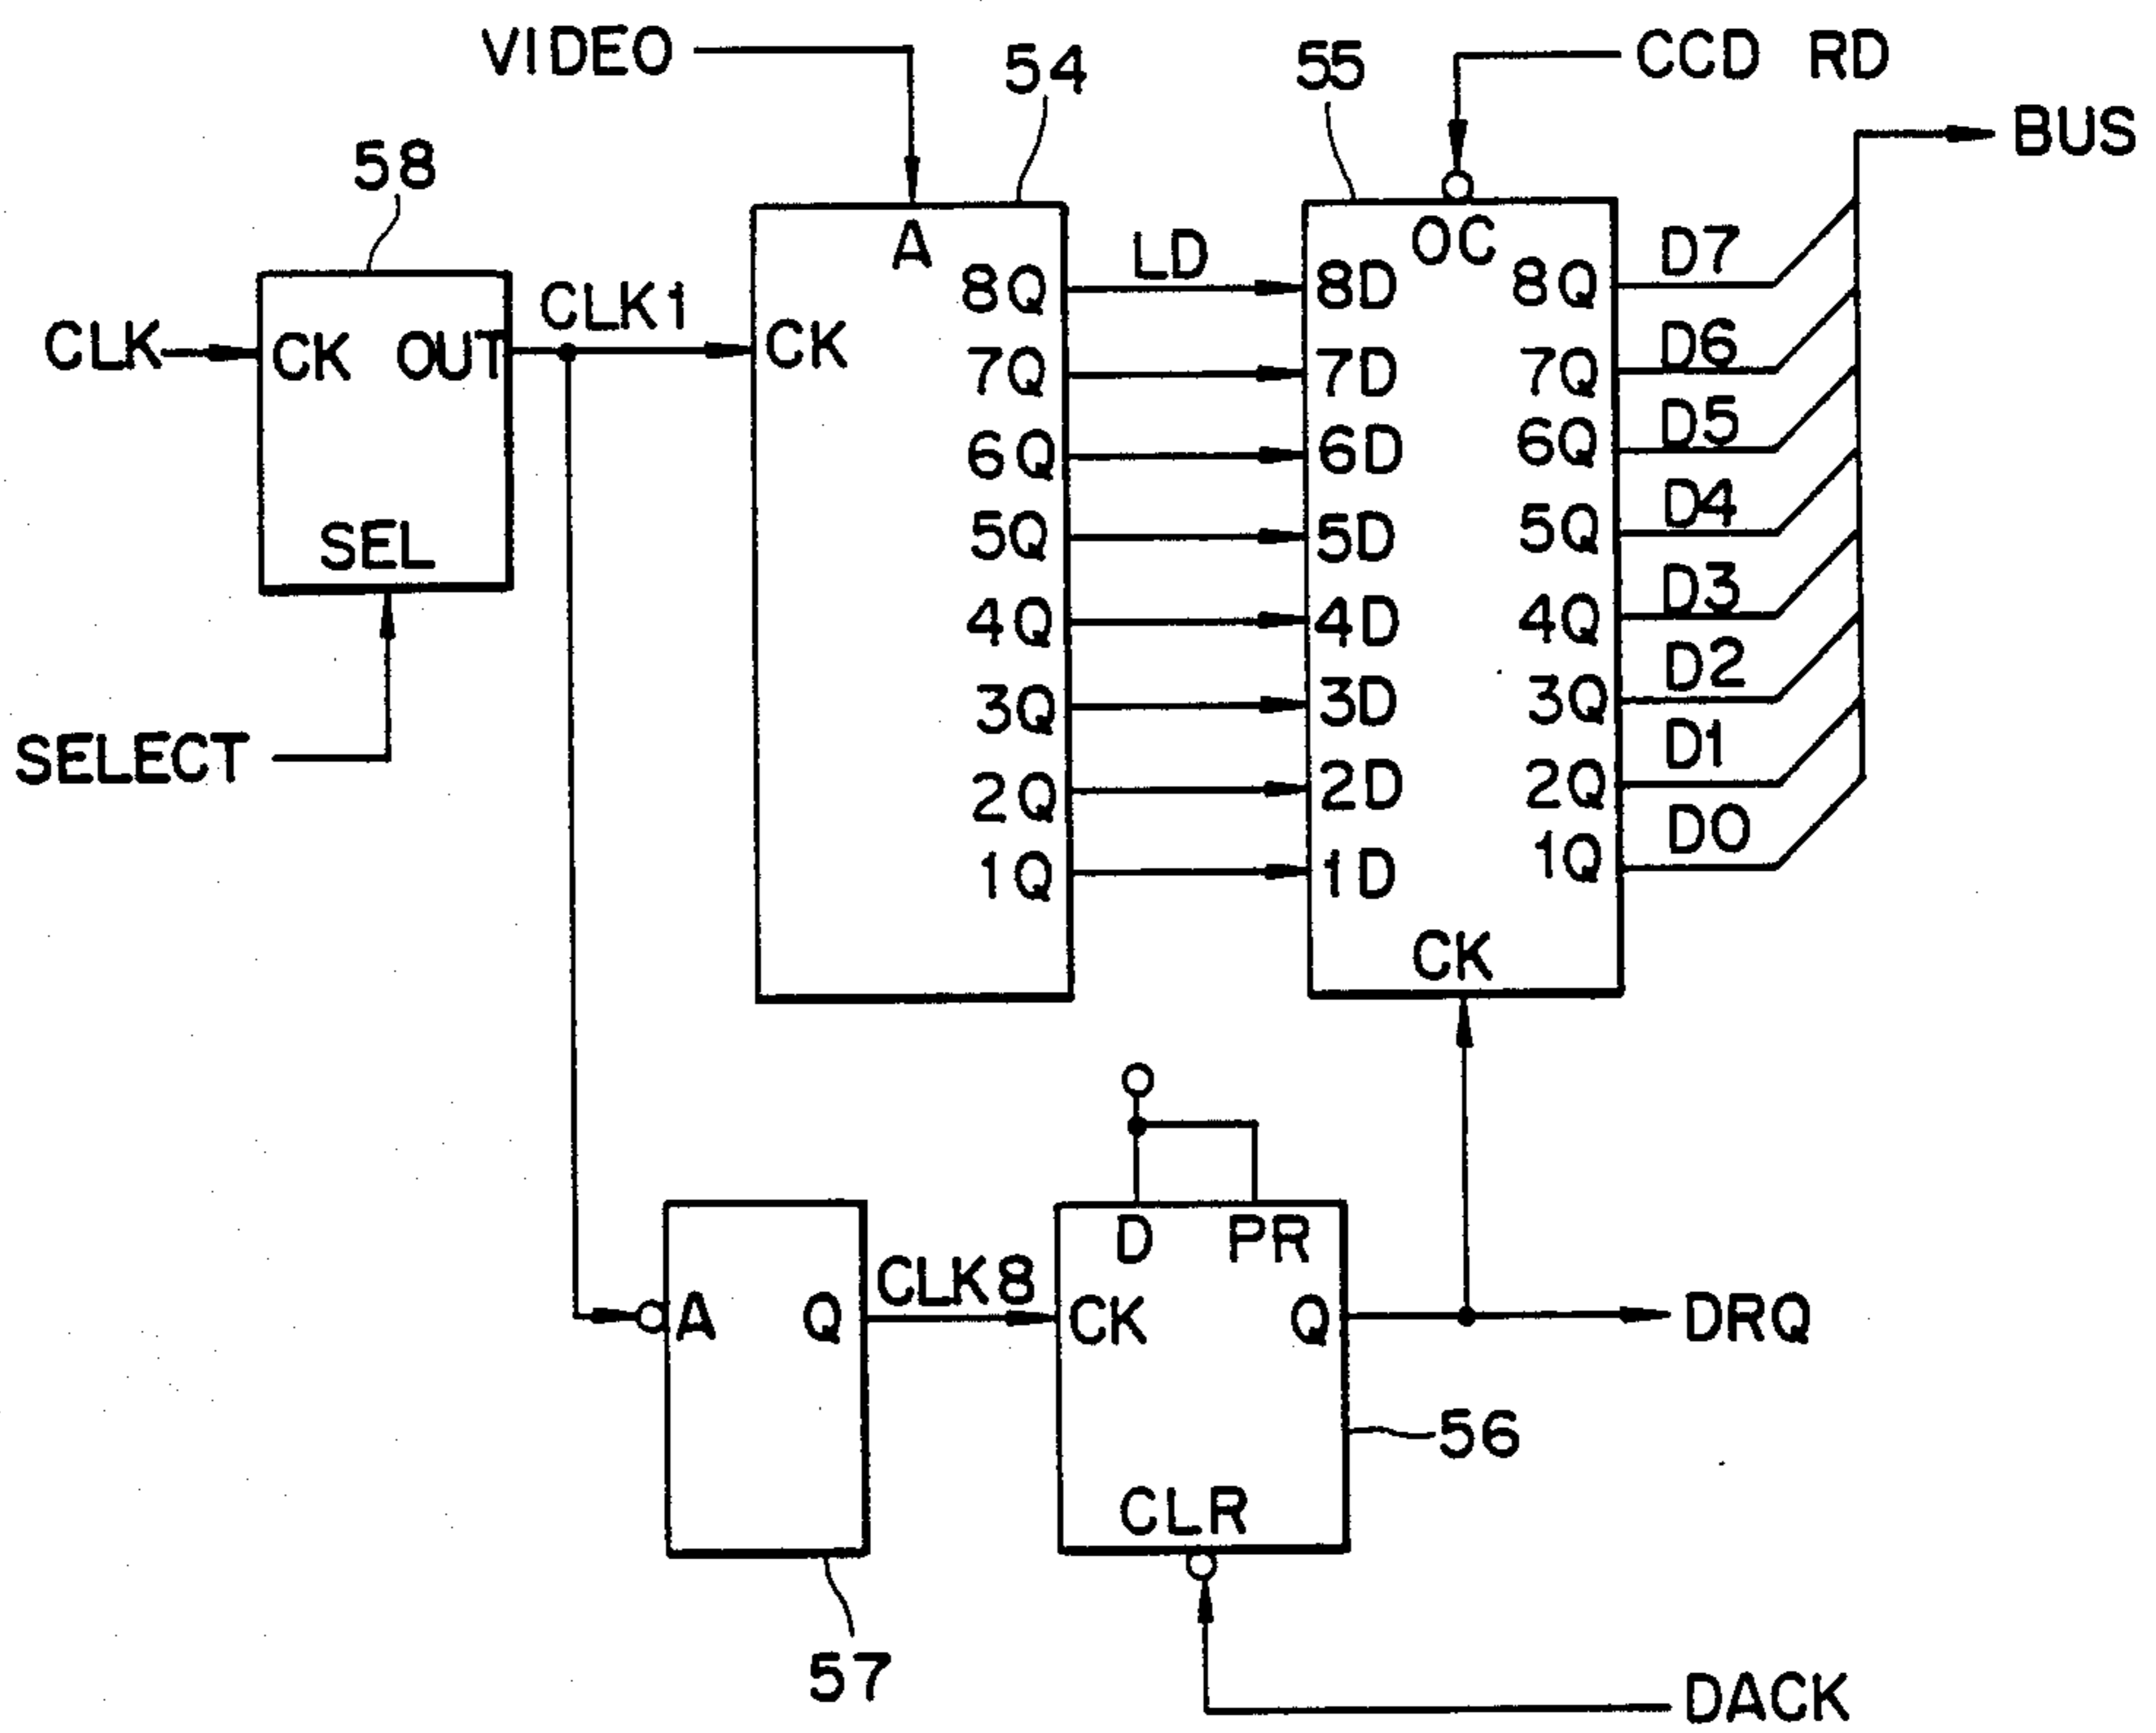 VIDEO
54
55
CCD RD
BUS
58
CLK
CK
OUT
CLK1
SEL
SELECT
A
CK
8Q
7Q
6Q
5Q
4Q
3Q
2Q
1Q
LD
OC
8D
7D
6D
5D
4D
3D
2D
1D
8Q
7Q
6Q
5Q
4Q
3Q
2Q
1Q
CK
D7
D6
D5
D4
D3
D2
D1
D0
A
Q
CLK8
D
PR
CK
Q
CLR
DRQ
56
57
DACK